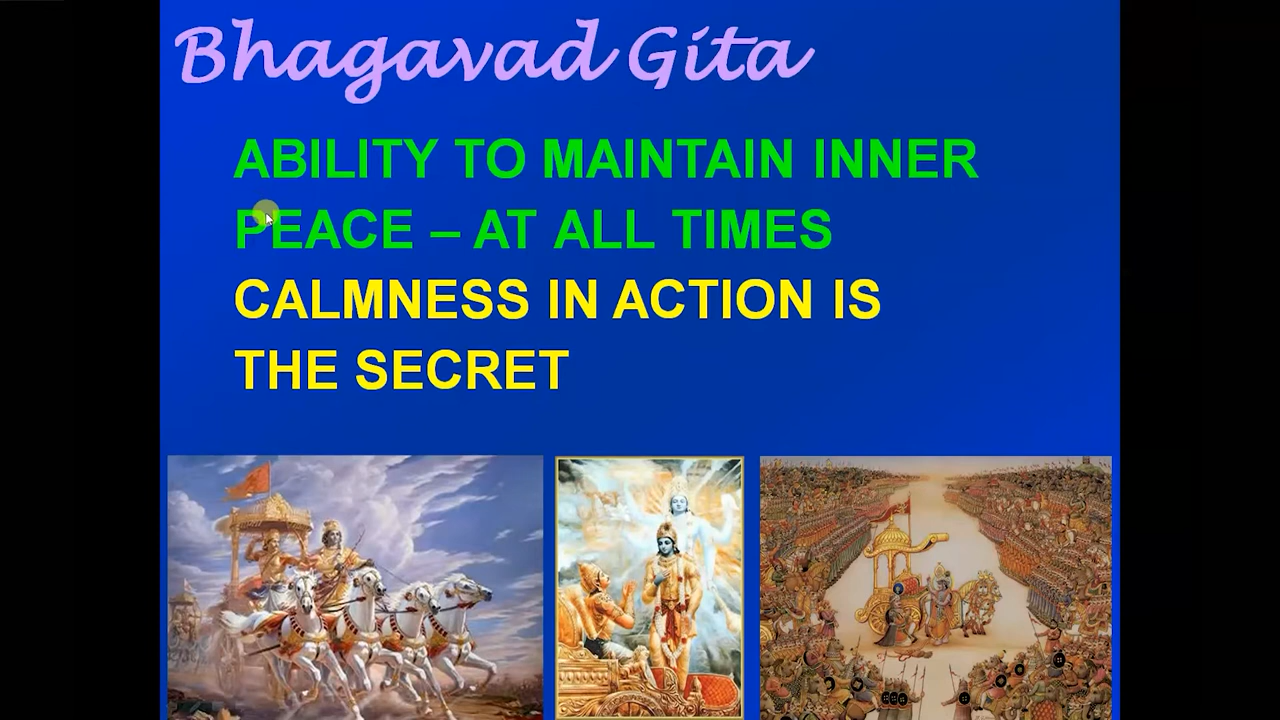 Bhagavad Gita
ABILITY TO MAINTAIN INNER
PEACE – AT ALL TIMES
CALMNESS IN ACTION IS
THE SECRET